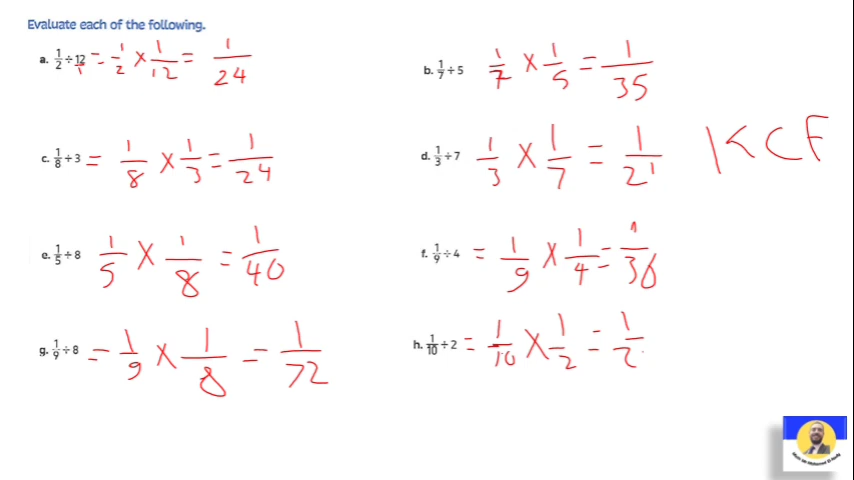 Evaluate each of the following.
a. 1/2 ÷ 12/1 = 1/2 × 1/12 = 1/24
b. 1/7 ÷ 5 1/7 × 1/5 = 1/35
c. 1/8 ÷ 3 = 1/8 × 1/3 = 1/24
d. 1/3 ÷ 7 1/3 × 1/7 = 1/21
KCF
e. 1/5 ÷ 8 1/5 × 1/8 = 1/40
f. 1/9 ÷ 4 = 1/9 × 1/4 = 1/36
g. 1/9 ÷ 8 = 1/9 × 1/8 = 1/72
h. 1/10 ÷ 2 = 1/10 × 1/2 = 1/2